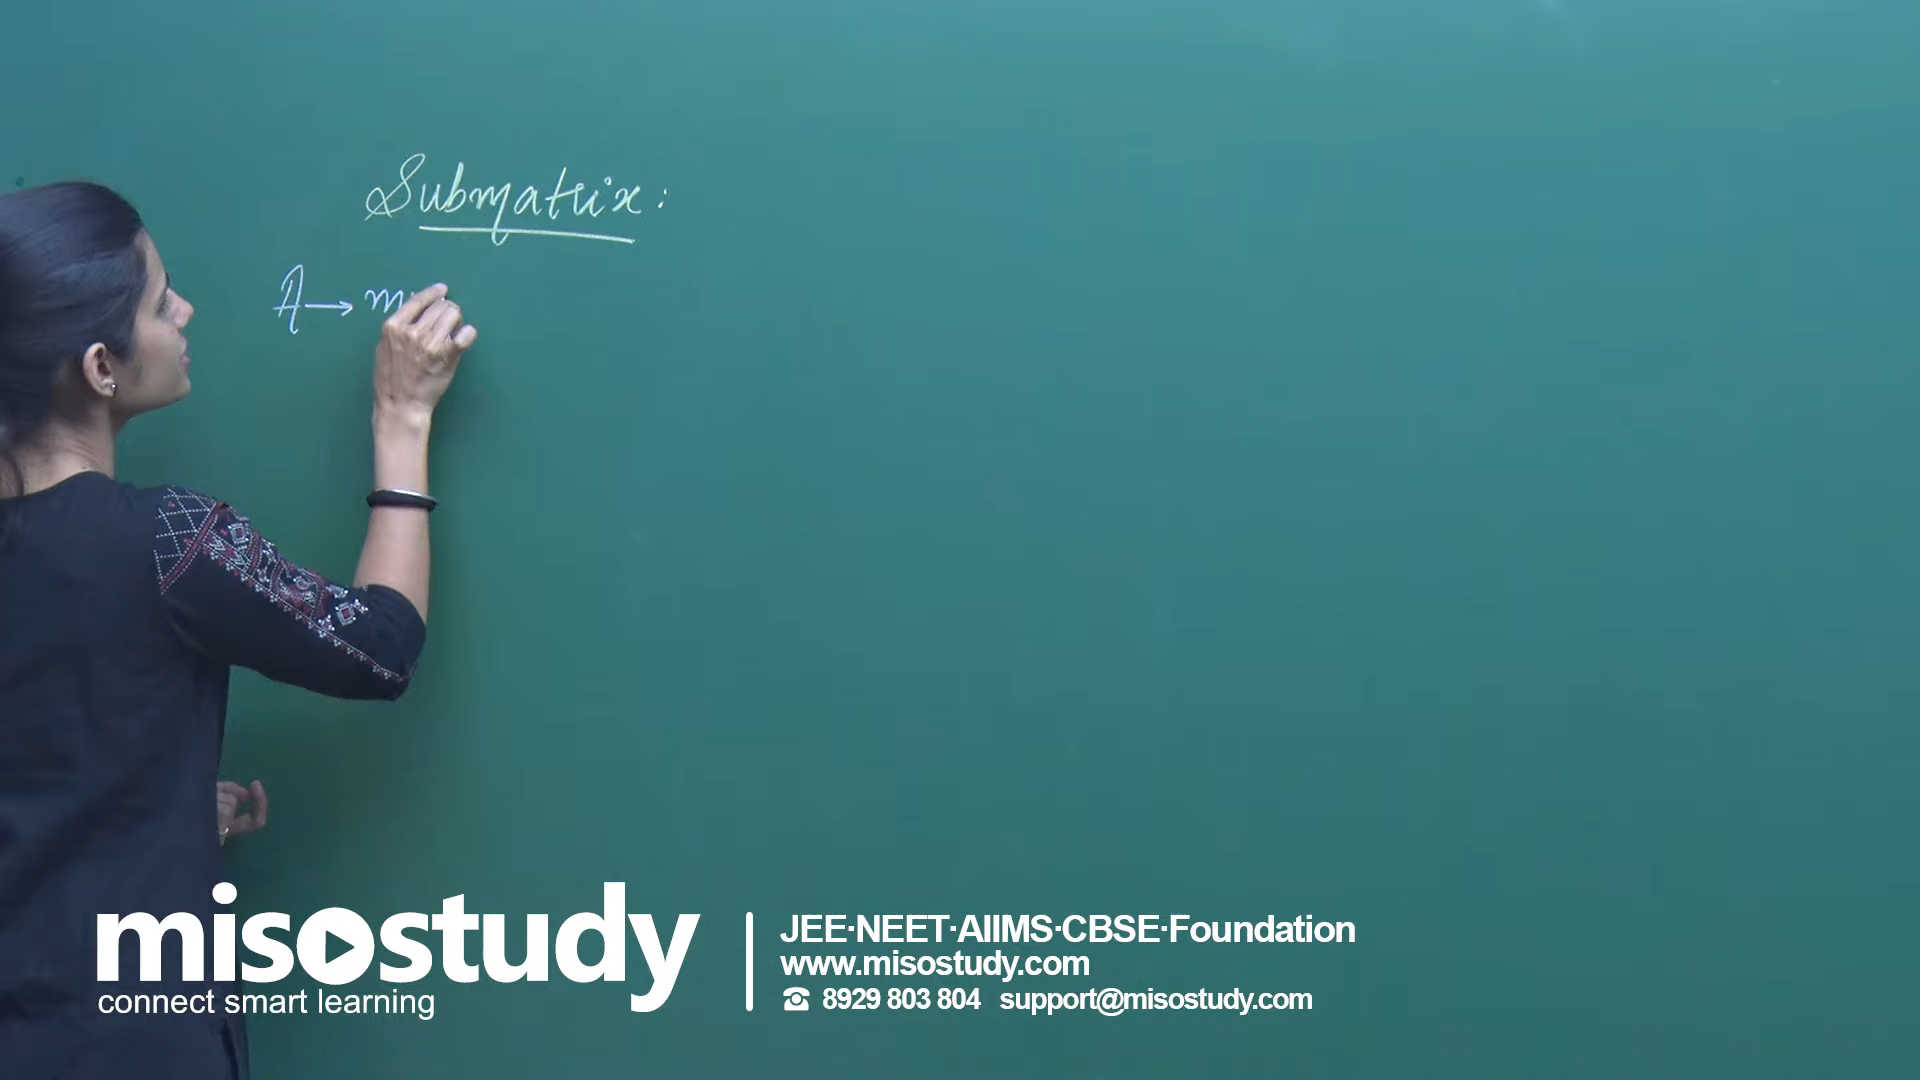 Submatrix:
A → m
misostudy
connect smart learning
JEE·NEET·AIIMS·CBSE·Foundation
www.misostudy.com
8929 803 804 support@misostudy.com